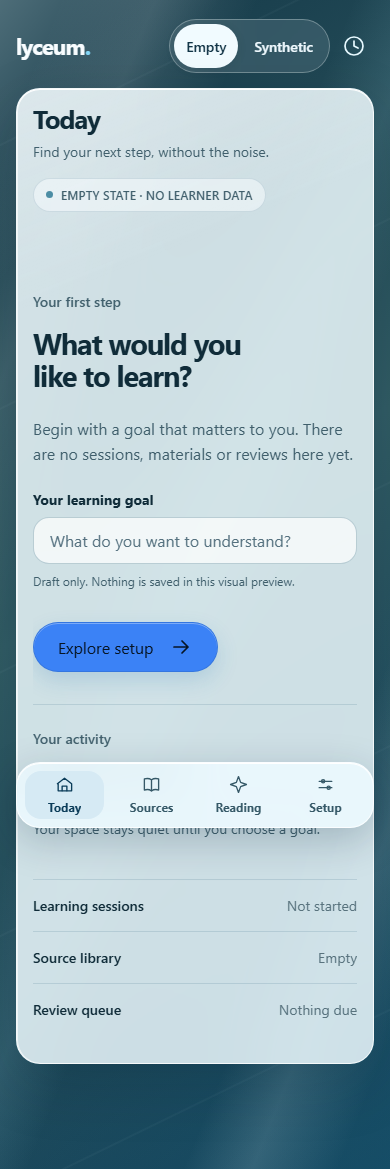 lyceum.
Empty
Synthetic
Today
Find your next step, without the noise.
EMPTY STATE · NO LEARNER DATA
Your first step
What would you
like to learn?
Begin with a goal that matters to you. There
are no sessions, materials or reviews here yet.
Your learning goal
What do you want to understand?
Draft only. Nothing is saved in this visual preview.
Explore setup
Your activity
Today
Sources
Reading
Setup
Your space stays quiet until you choose a goal.
Learning sessions
Not started
Source library
Empty
Review queue
Nothing due